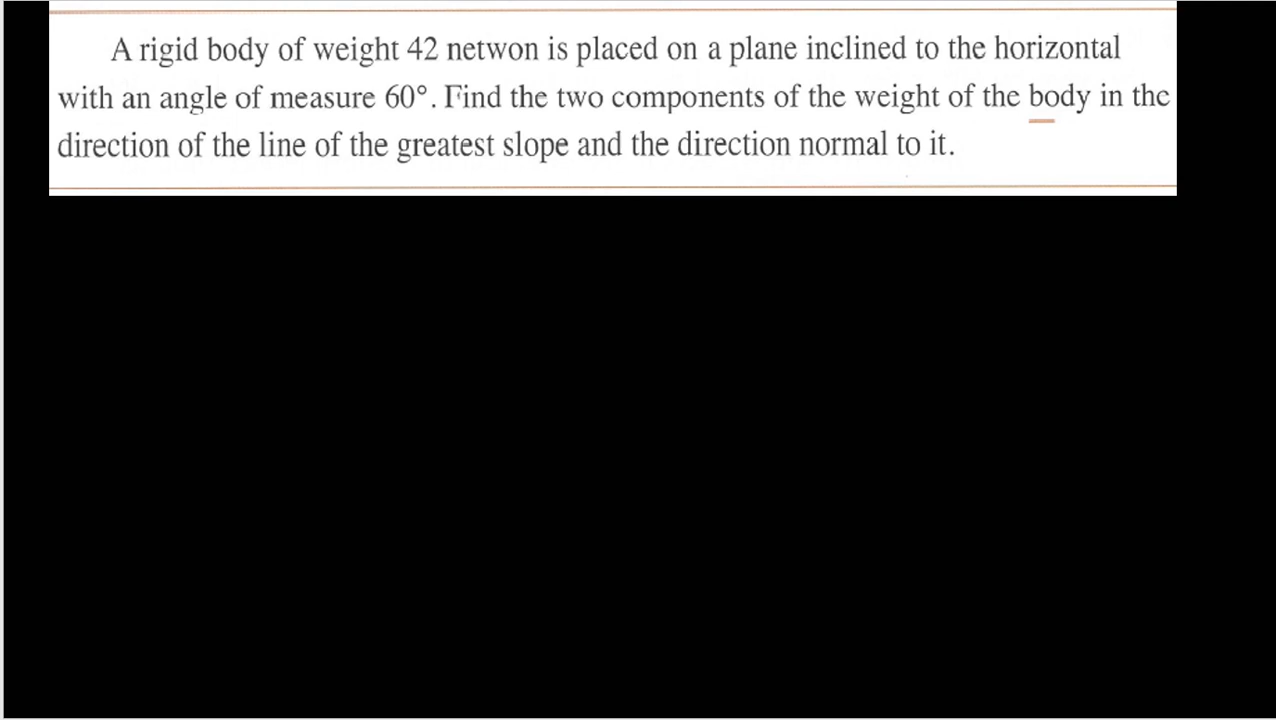 A rigid body of weight 42 netwon is placed on a plane inclined to the horizontal
with an angle of measure 60°. Find the two components of the weight of the body in the
direction of the line of the greatest slope and the direction normal to it.